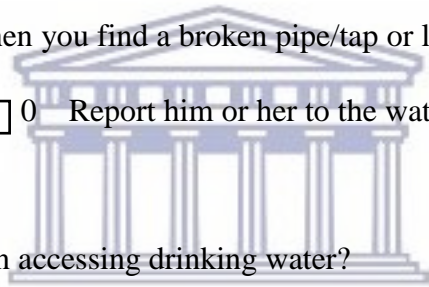 hen you find a broken pipe/tap or l
0 Report him or her to the wat
n accessing drinking water?